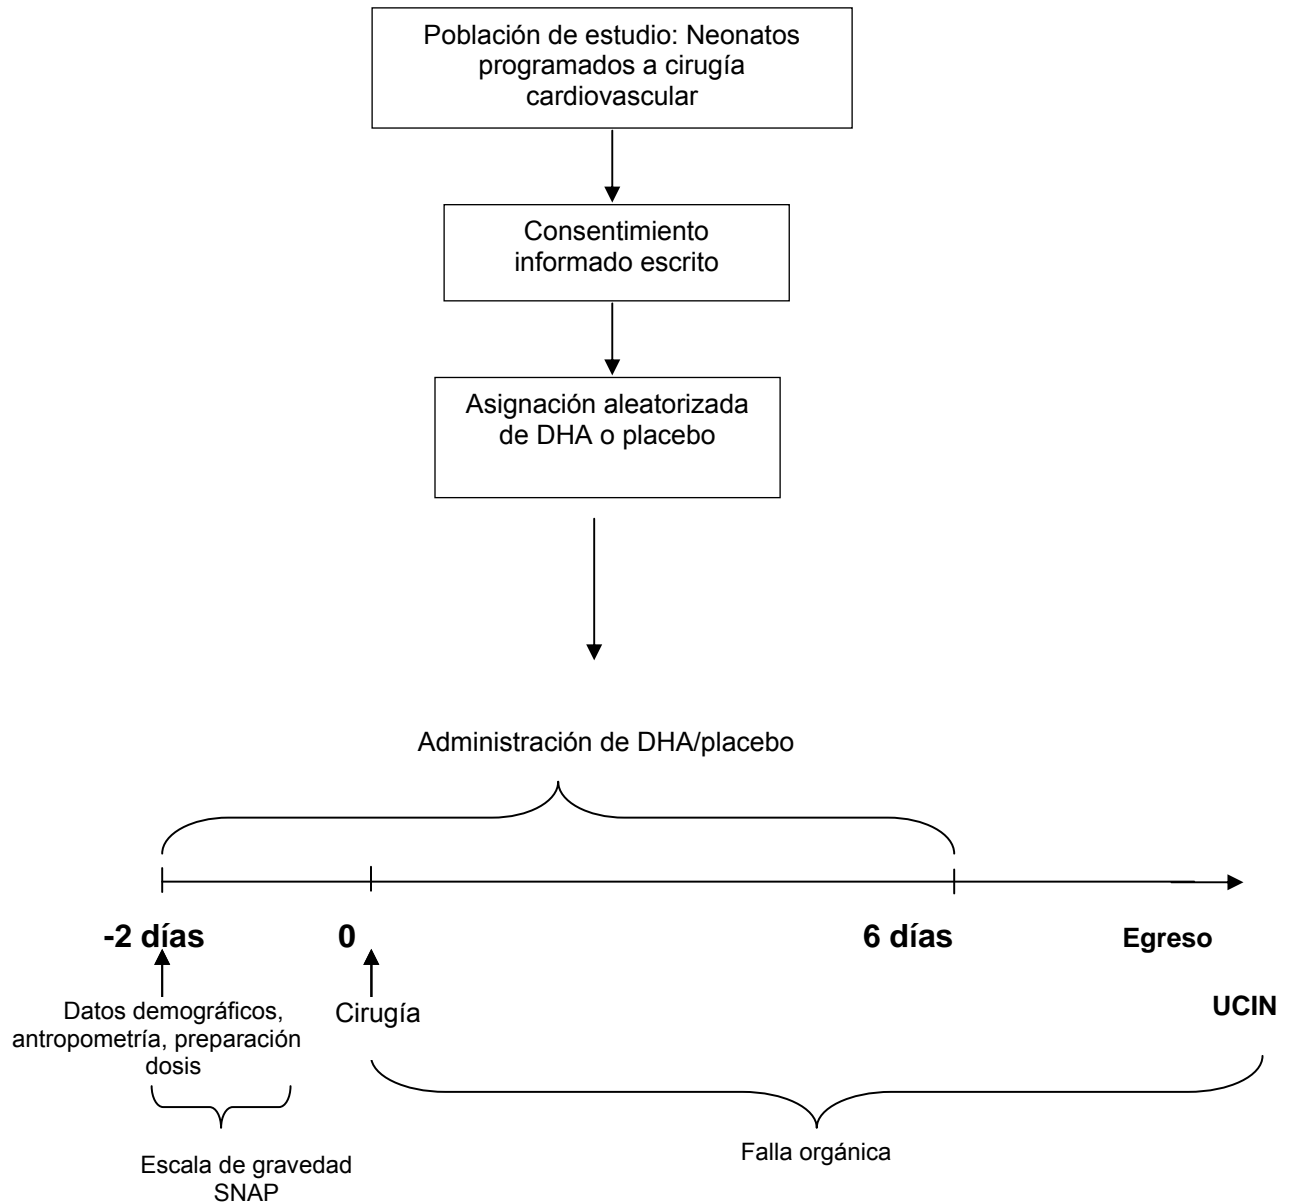 Población de estudio: Neonatos
programados a cirugía
cardiovascular
Consentimiento
informado escrito
Asignación aleatorizada
de DHA o placebo
Administración de DHA/placebo
-2 días
0
6 días
Egreso
UCIN
Datos demográficos,
antropometría, preparación
dosis
Cirugía
Escala de gravedad
SNAP
Falla orgánica